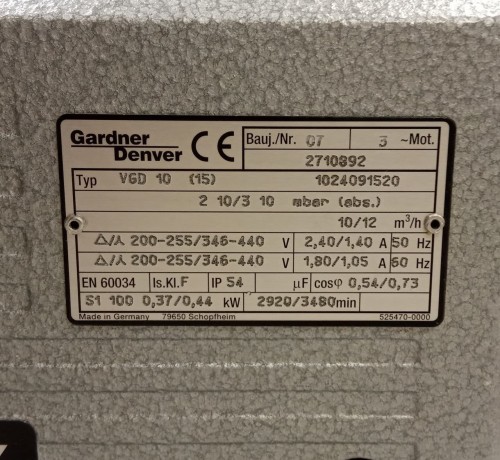 Gardner Denver CE Bauj./Nr. 07 3 ~Mot.
2710892
Typ VGD 10 (15) 1024091520
2 10/3 10 mbar (abs.)
10/12 m³/h
△/⅄ 200-255/346-440 V 2,40/1,40 A 50 Hz
△/⅄ 200-255/346-440 V 1,80/1,05 A 60 Hz
EN 60034 Is.Kl.F IP 54 µF cosφ 0,54/0,73
S1 100 0,37/0,44 kW 2920/3480min
Made in Germany 79650 Schopfheim 525470-0000